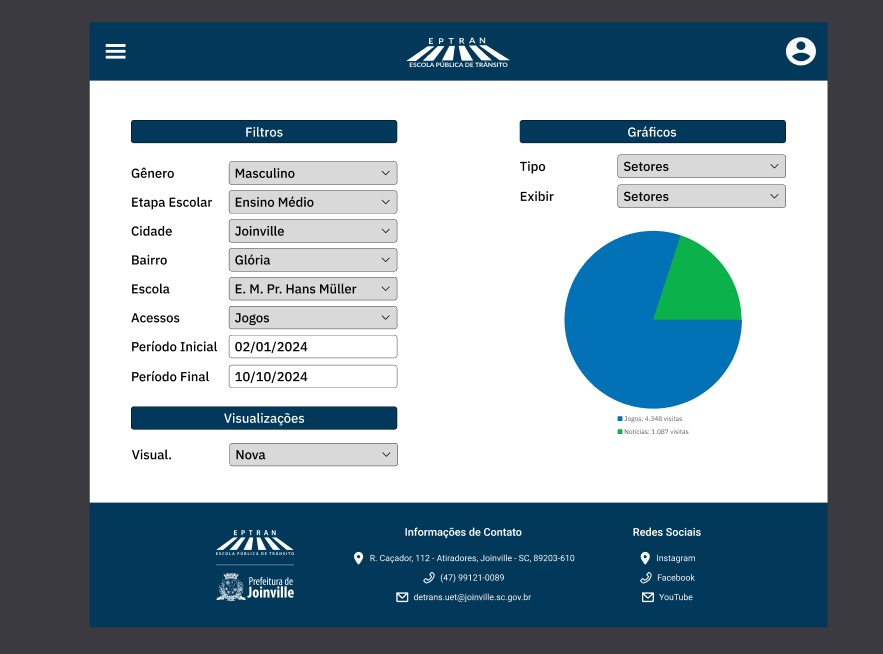 EPTRAN
ESCOLA PÚBLICA DE TRÂNSITO
Filtros
Gênero Masculino
Etapa Escolar Ensino Médio
Cidade Joinville
Bairro Glória
Escola E. M. Pr. Hans Müller
Acessos Jogos
Período Inicial 02/01/2024
Período Final 10/10/2024
Visualizações
Visual. Nova
Gráficos
Tipo Setores
Exibir Setores
Jogos: 4.348 visitas
Notícias: 1.087 visitas
EPTRAN
ESCOLA PÚBLICA DE TRÂNSITO
Prefeitura de
Joinville
Informações de Contato
R. Caçador, 112 - Atiradores, Joinville - SC, 89203-610
(47) 99121-0089
detrans.uet@joinville.sc.gov.br
Redes Sociais
Instagram
Facebook
YouTube